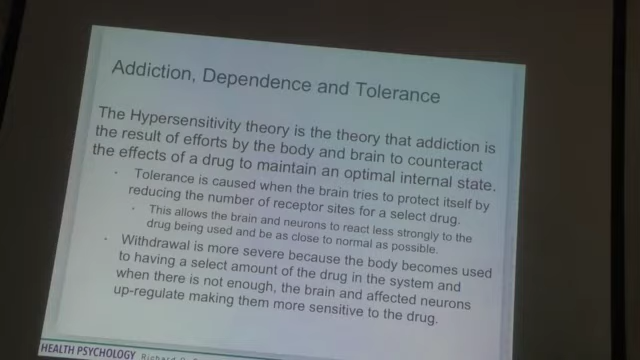 Addiction, Dependence and Tolerance
The Hypersensitivity theory is the theory that addiction is
the result of efforts by the body and brain to counteract
the effects of a drug to maintain an optimal internal state.
• Tolerance is caused when the brain tries to protect itself by
reducing the number of receptor sites for a select drug.
• This allows the brain and neurons to react less strongly to the
drug being used and be as close to normal as possible.
• Withdrawal is more severe because the body becomes used
to having a select amount of the drug in the system and
when there is not enough, the brain and affected neurons
up-regulate making them more sensitive to the drug.
HEALTH PSYCHOLOGY Richard